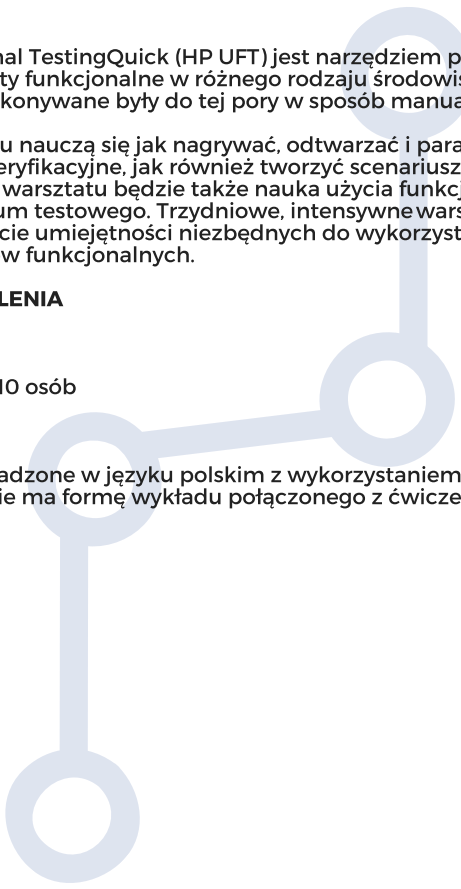 nal TestingQuick (HP UFT) jest narzędziem p
ty funkcjonalne w różnego rodzaju środowis
konywane były do tej pory w sposób manua
u nauczą się jak nagrywać, odtwarzać i para
eryfikacyjne, jak również tworzyć scenariusz
warsztatu będzie także nauka użycia funkcj
um testowego. Trzydniowe, intensywne wars
cie umiejętności niezbędnych do wykorzyst
w funkcjonalnych.
LENIA
10 osób
adzone w języku polskim z wykorzystaniem
ie ma formę wykładu połączonego z ćwicze